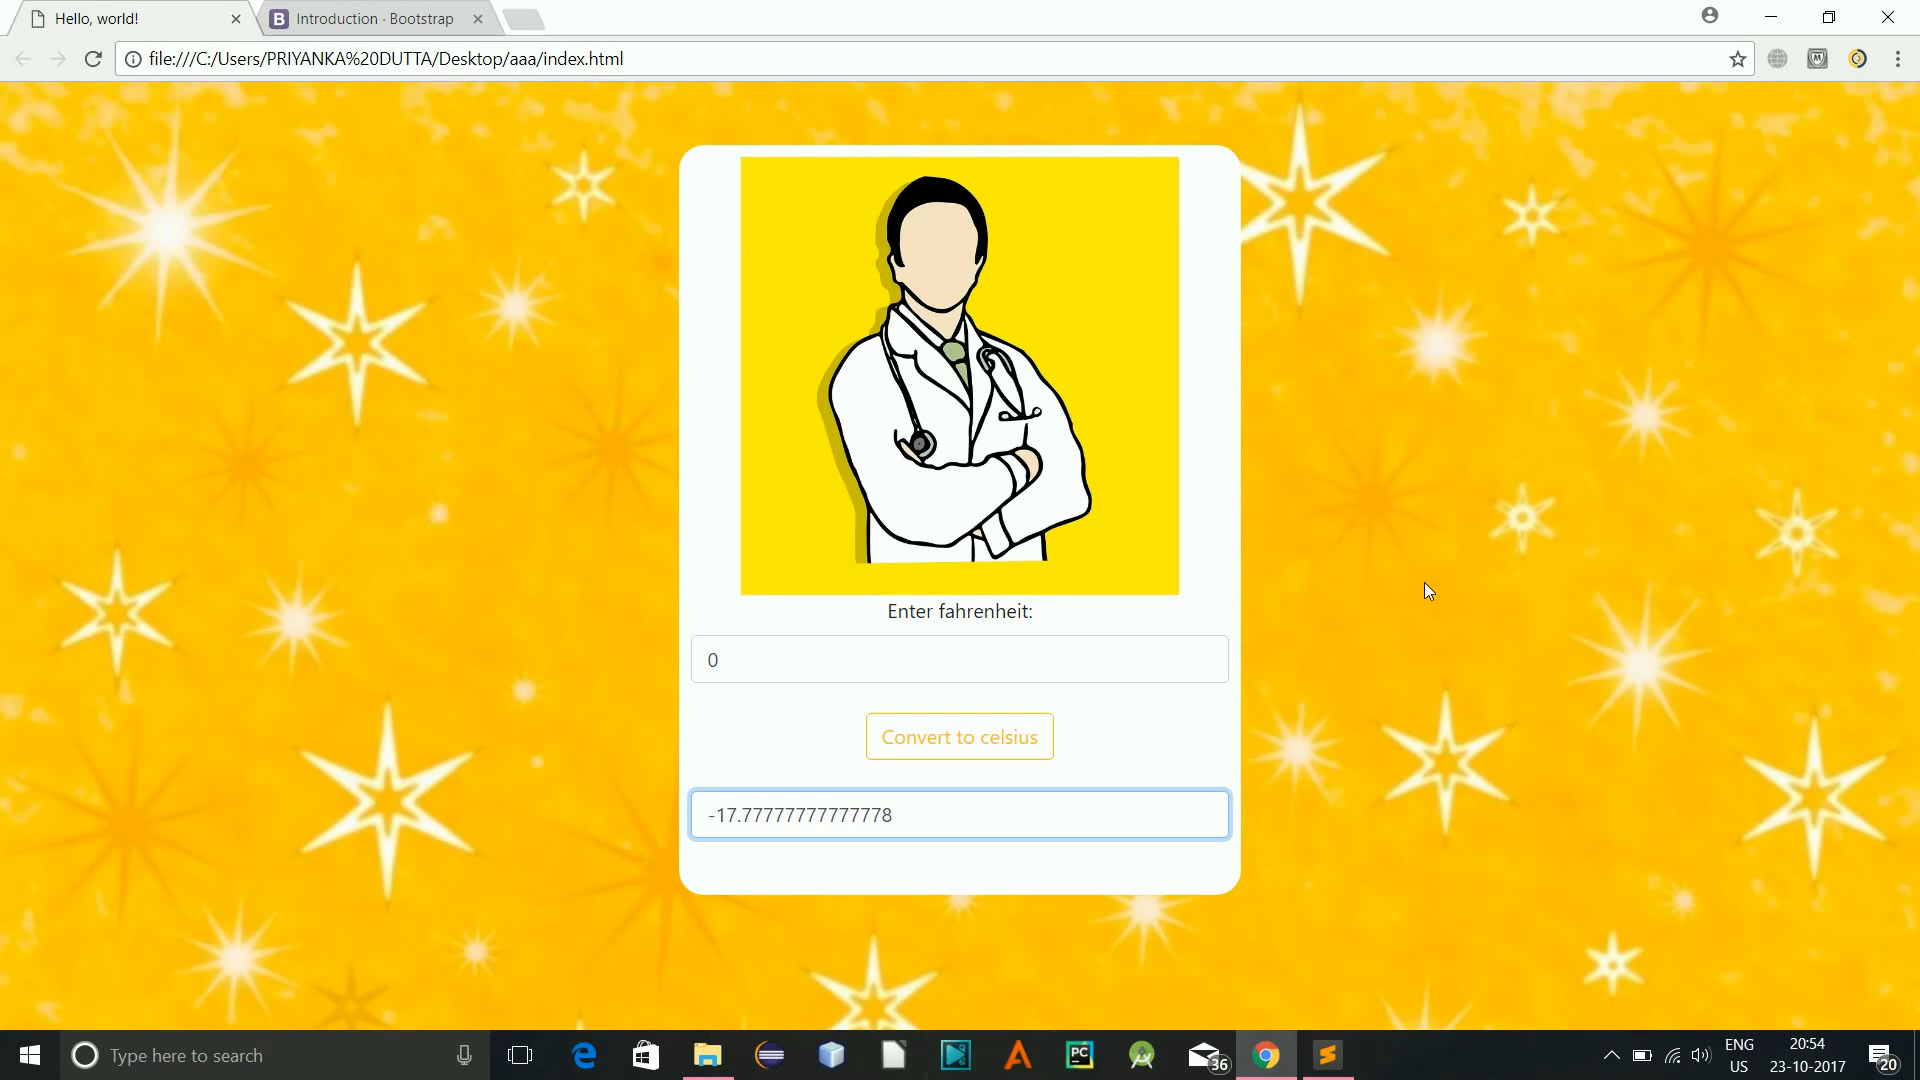 Hello, world!
B Introduction · Bootstrap
file:///C:/Users/PRIYANKA%20DUTTA/Desktop/aaa/index.html
Enter fahrenheit:
0
Convert to celsius
-17.77777777777778
Type here to search
PC
36
ENG
US
20:54
23-10-2017
20